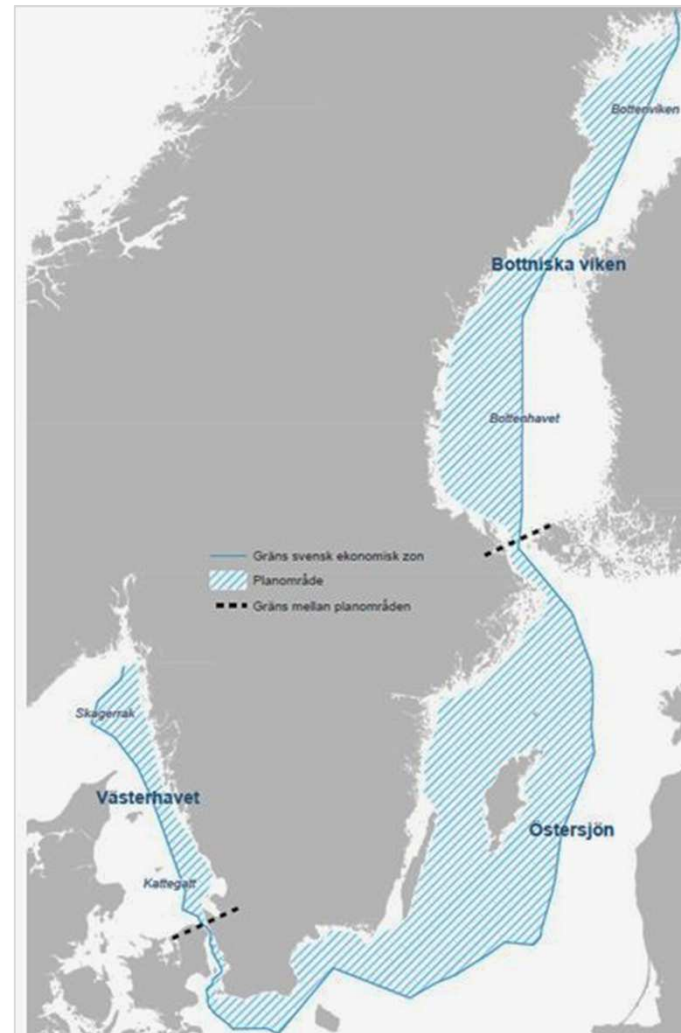 Bottenviken
Bottniska viken
Bottenhavet
Gräns svensk ekonomisk zon
Planområde
Gräns mellan planområden
Skagerrak
Västerhavet
Östersjön
Kattegatt